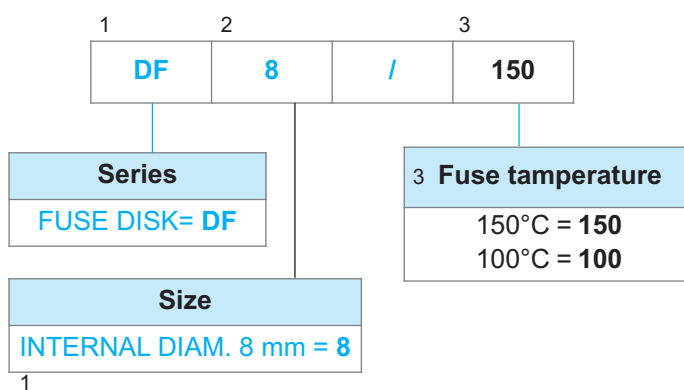 1 2 3
DF 8 / 150
Series
FUSE DISK= DF
3 Fuse tamperature
150°C = 150
100°C = 100
Size
INTERNAL DIAM. 8 mm = 8
1